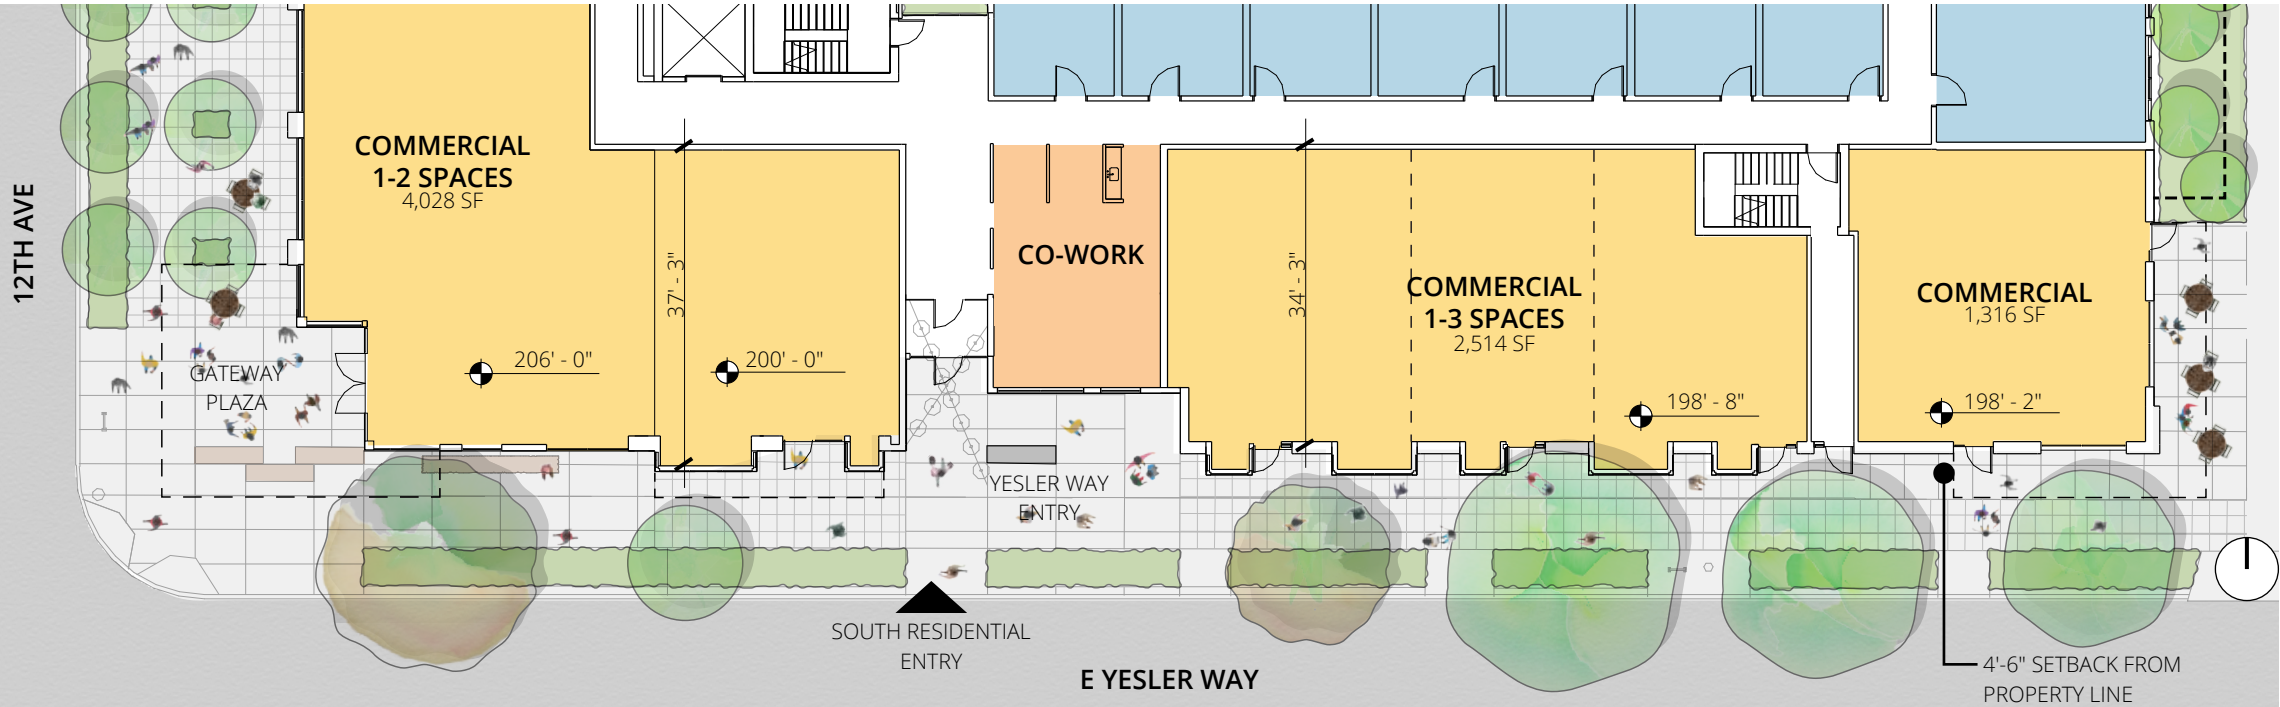 12TH AVE
COMMERCIAL
1-2 SPACES
4,028 SF
37' - 3"
206' - 0"
200' - 0"
GATEWAY
PLAZA
CO-WORK
YESLER WAY
ENTRY
34' - 3"
COMMERCIAL
1-3 SPACES
2,514 SF
198' - 8"
COMMERCIAL
1,316 SF
198' - 2"
SOUTH RESIDENTIAL
ENTRY
E YESLER WAY
4'-6" SETBACK FROM
PROPERTY LINE